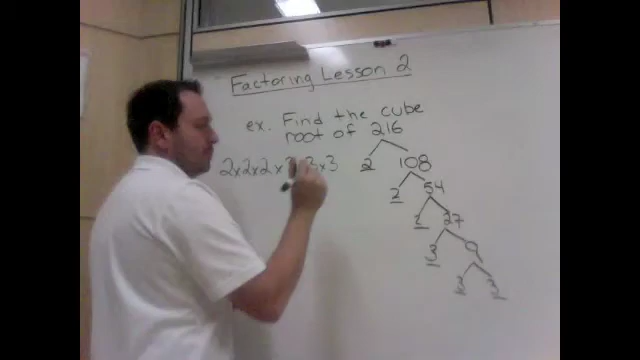 Factoring Lesson 2
ex. Find the cube
root of 216
2x2x2x3x3x3
2 108
2 54
2 27
3 9
3 3